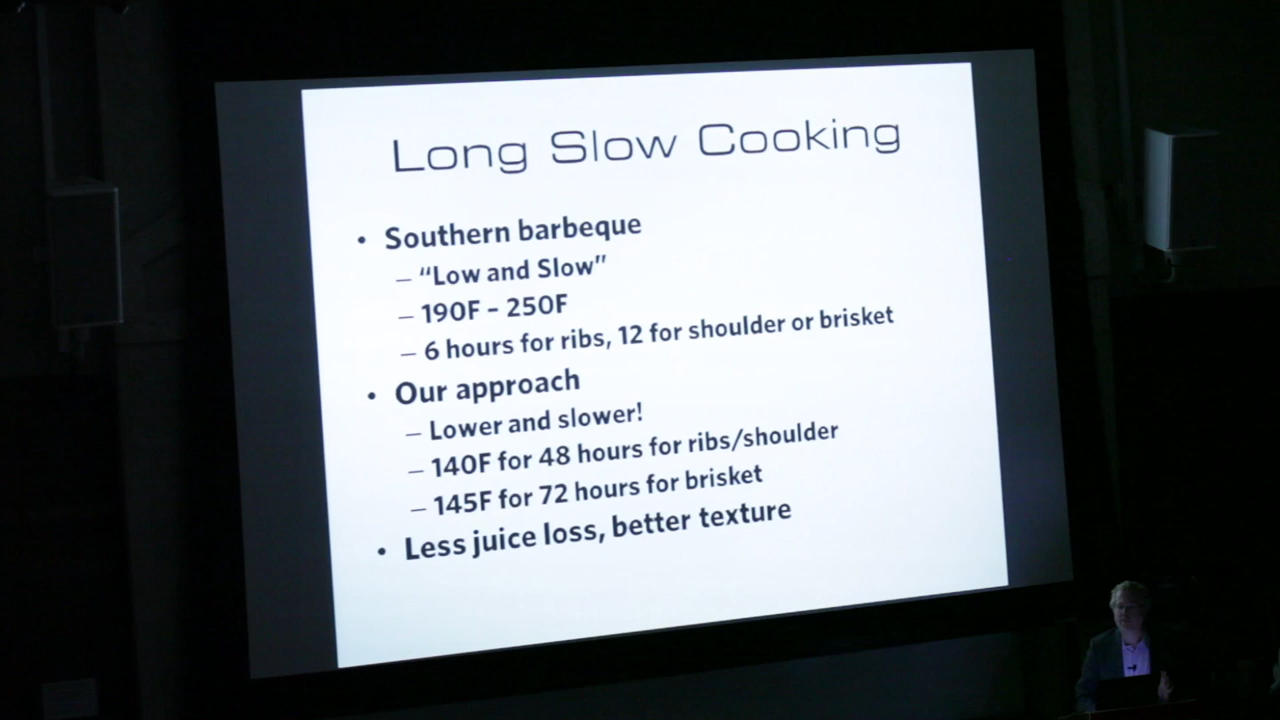 Long Slow Cooking
• Southern barbeque
– “Low and Slow”
– 190F – 250F
– 6 hours for ribs, 12 for shoulder or brisket
• Our approach
– Lower and slower!
– 140F for 48 hours for ribs/shoulder
– 145F for 72 hours for brisket
• Less juice loss, better texture